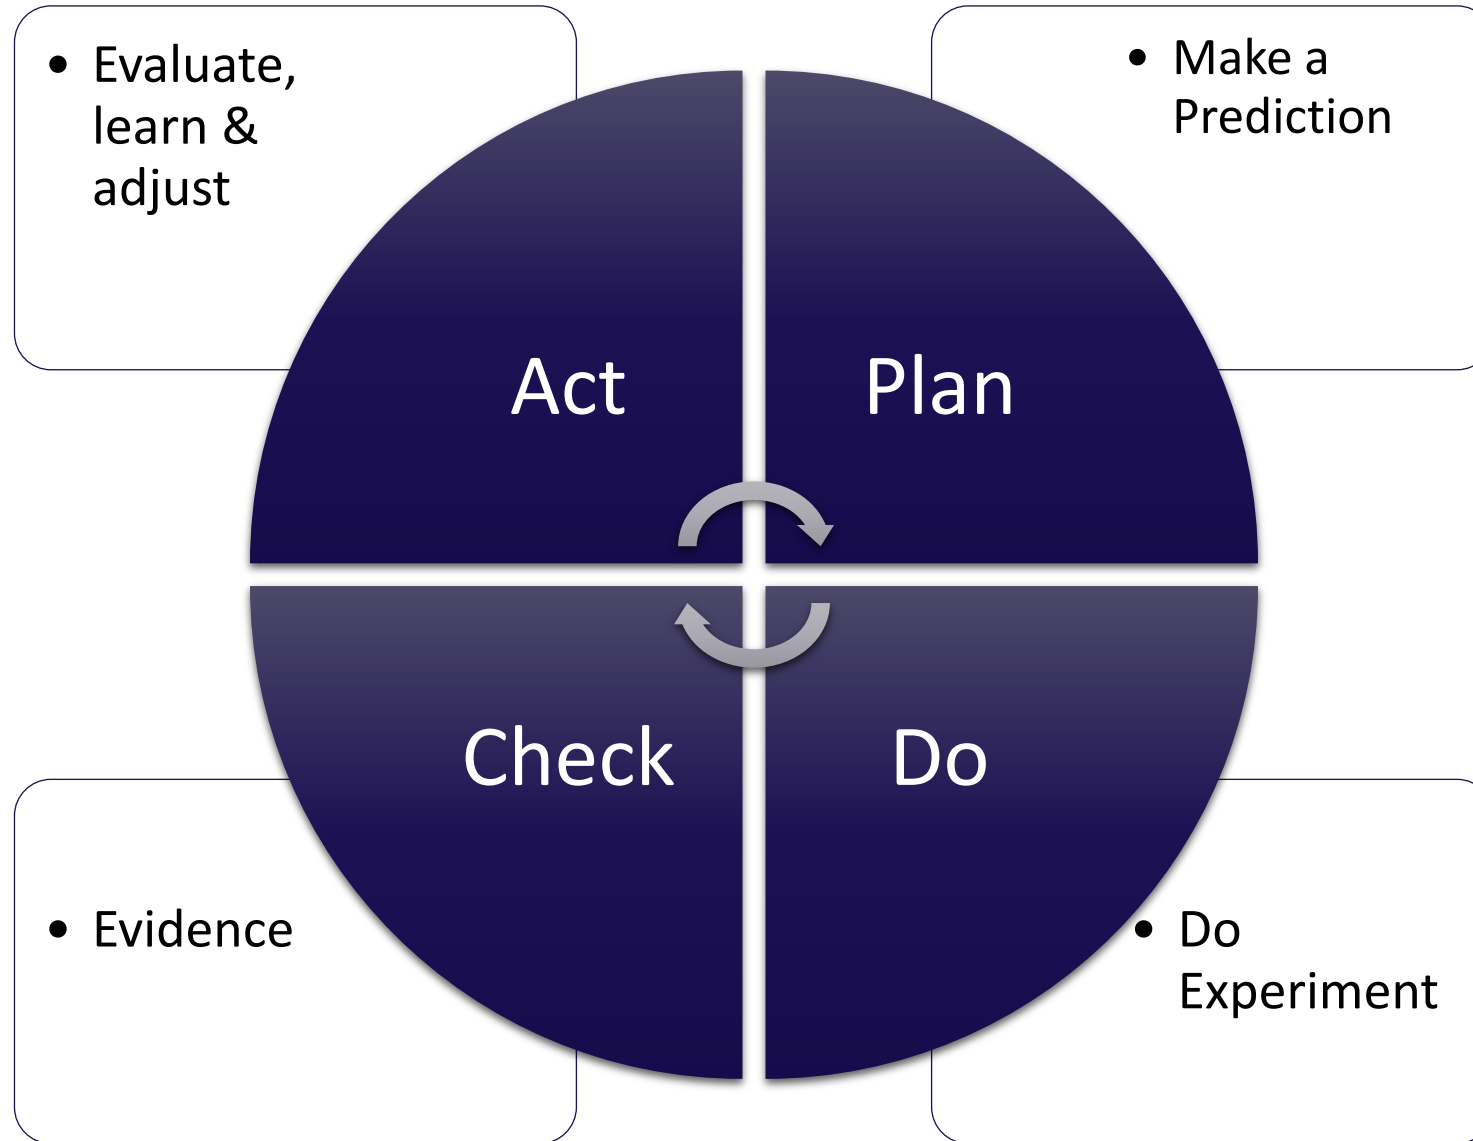 • Evaluate,
learn &
adjust
• Make a
Prediction
Act
Plan
Check
Do
• Evidence
• Do
Experiment